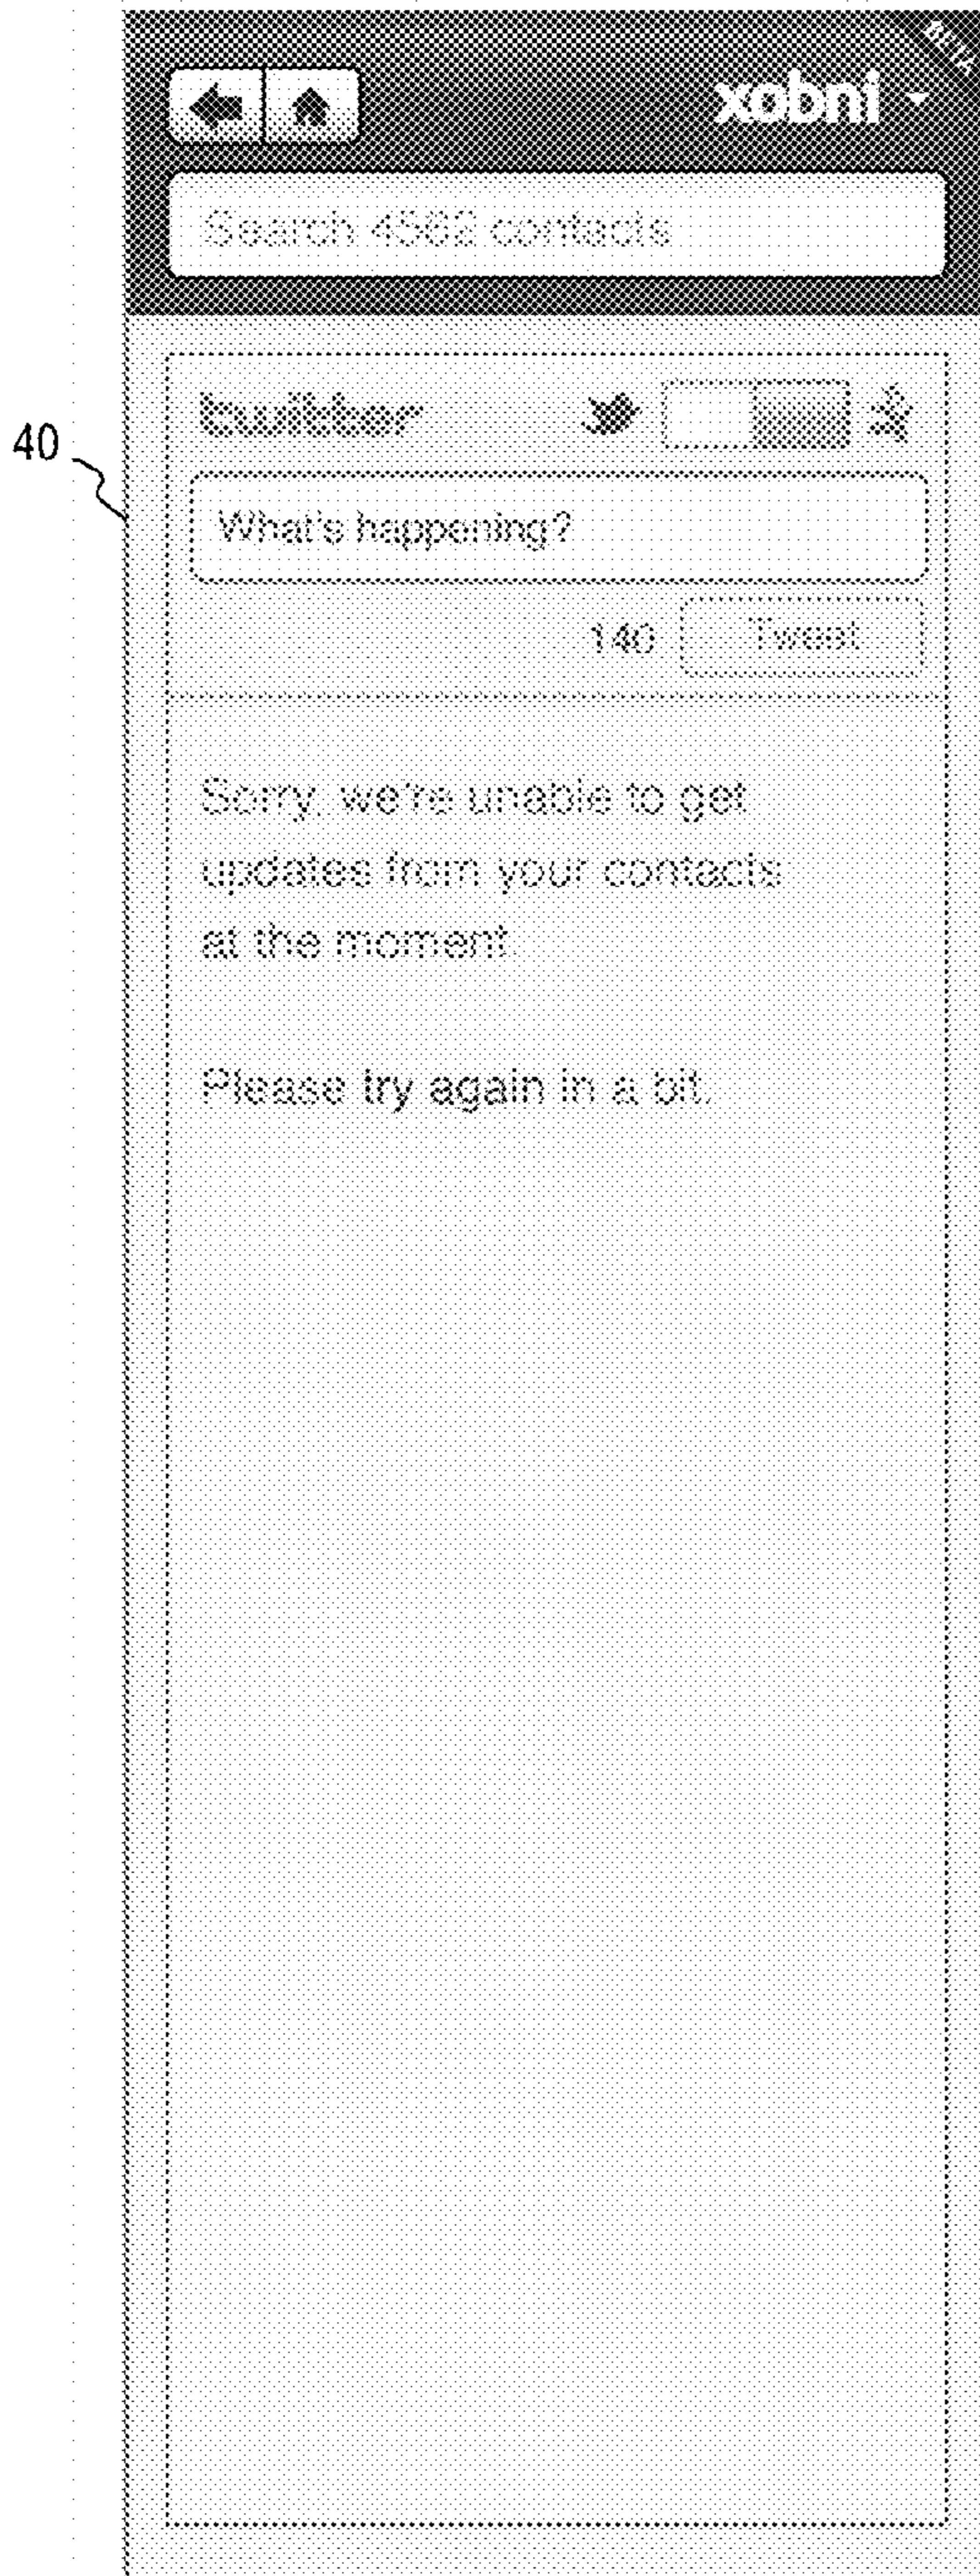 BETA
xobni
Search 4562 contacts
twitter
40
What's happening?
140 Tweet
Sorry, we're unable to get
updates from your contacts
at the moment.
Please try again in a bit.